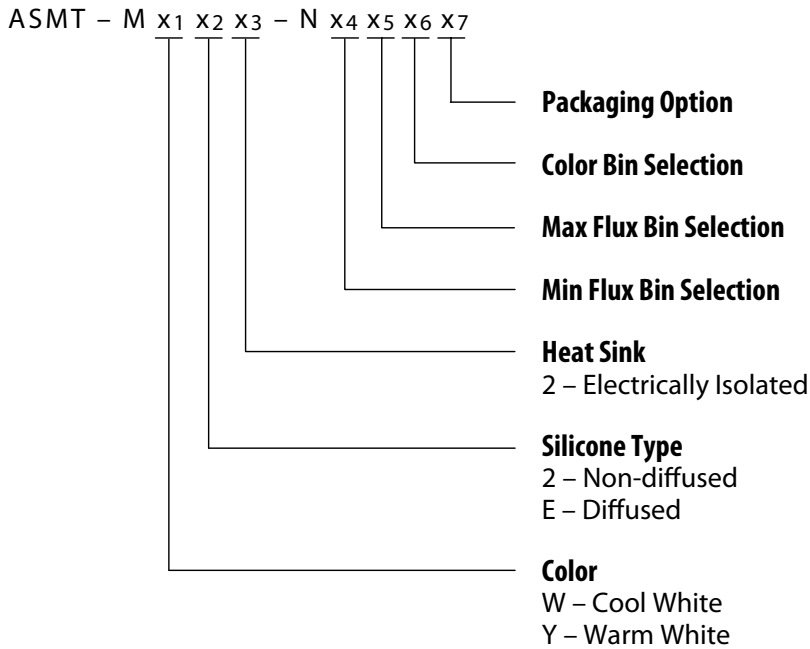 ASMT – M x1 x2 x3 – N x4 x5 x6 x7
Packaging Option
Color Bin Selection
Max Flux Bin Selection
Min Flux Bin Selection
Heat Sink
2 – Electrically Isolated
Silicone Type
2 – Non-diffused
E – Diffused
Color
W – Cool White
Y – Warm White